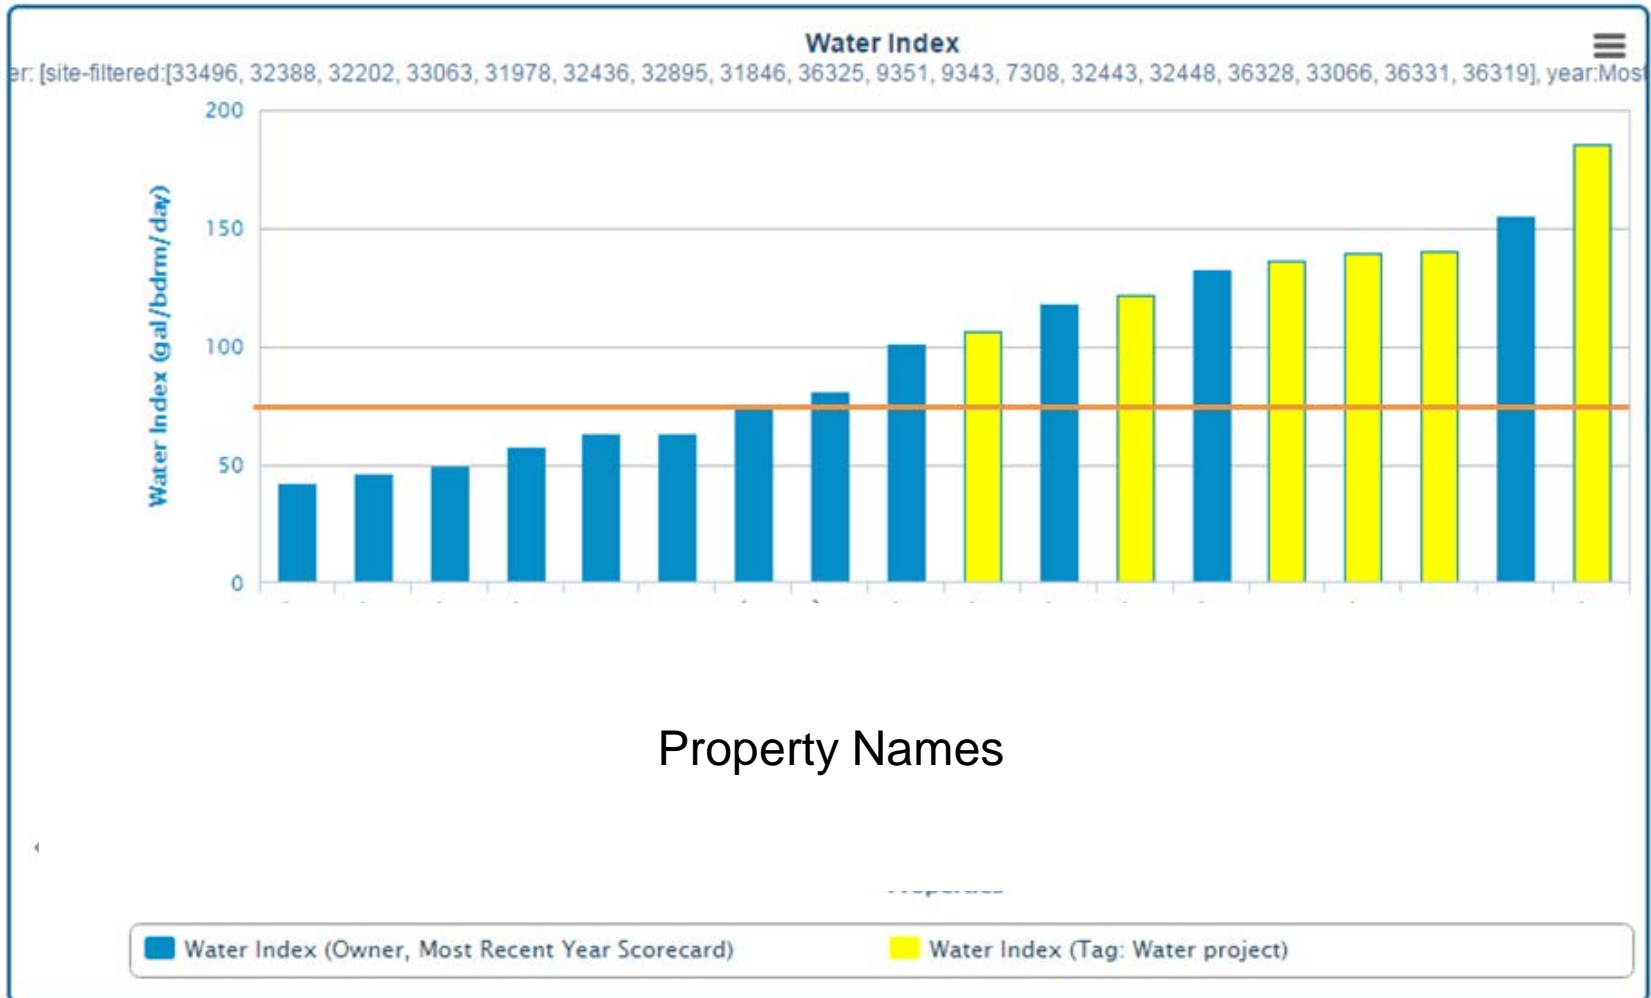 Water Index
er: [site-filtered:[33496, 32388, 32202, 33063, 31978, 32436, 32895, 31846, 36325, 9351, 9343, 7308, 32443, 32448, 36328, 33066, 36331, 36319], year:Most
Water Index (gal/bdrm/day)
200
150
100
50
0
Property Names
Water Index (Owner, Most Recent Year Scorecard)
Water Index (Tag: Water project)